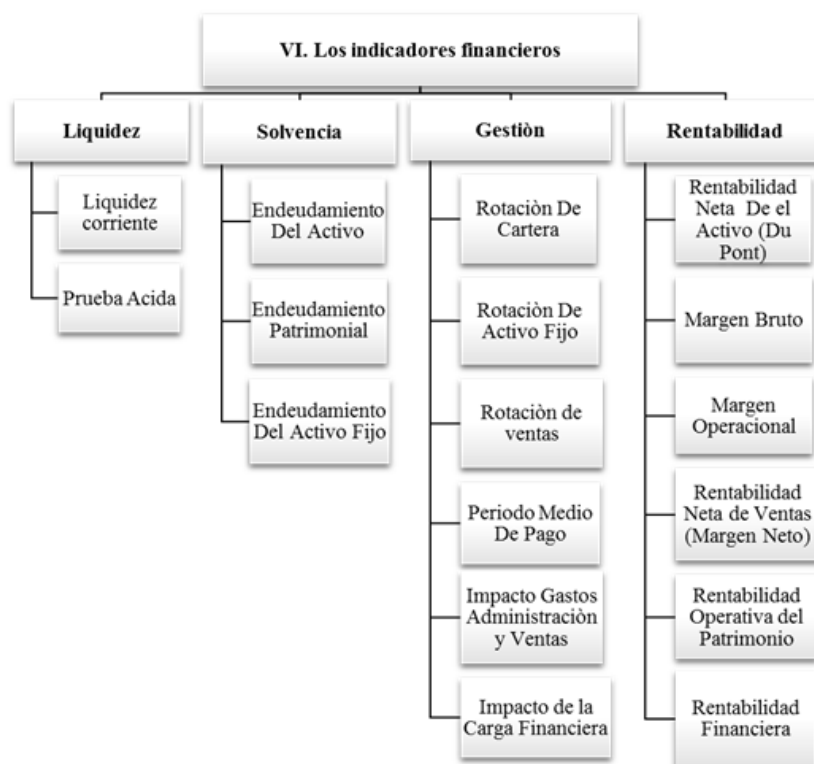 VI. Los indicadores financieros
Liquidez
Liquidez
corriente
Prueba Acida
Solvencia
Endeudamiento
Del Activo
Endeudamiento
Patrimonial
Endeudamiento
Del Activo Fijo
Gestiòn
Rotaciòn De
Cartera
Rotaciòn De
Activo Fijo
Rotaciòn de
ventas
Periodo Medio
De Pago
Impacto Gastos
Administraciòn
y Ventas
Impacto de la
Carga Financiera
Rentabilidad
Rentabilidad
Neta De el
Activo (Du
Pont)
Margen Bruto
Margen
Operacional
Rentabilidad
Neta de Ventas
(Margen Neto)
Rentabilidad
Operativa del
Patrimonio
Rentabilidad
Financiera